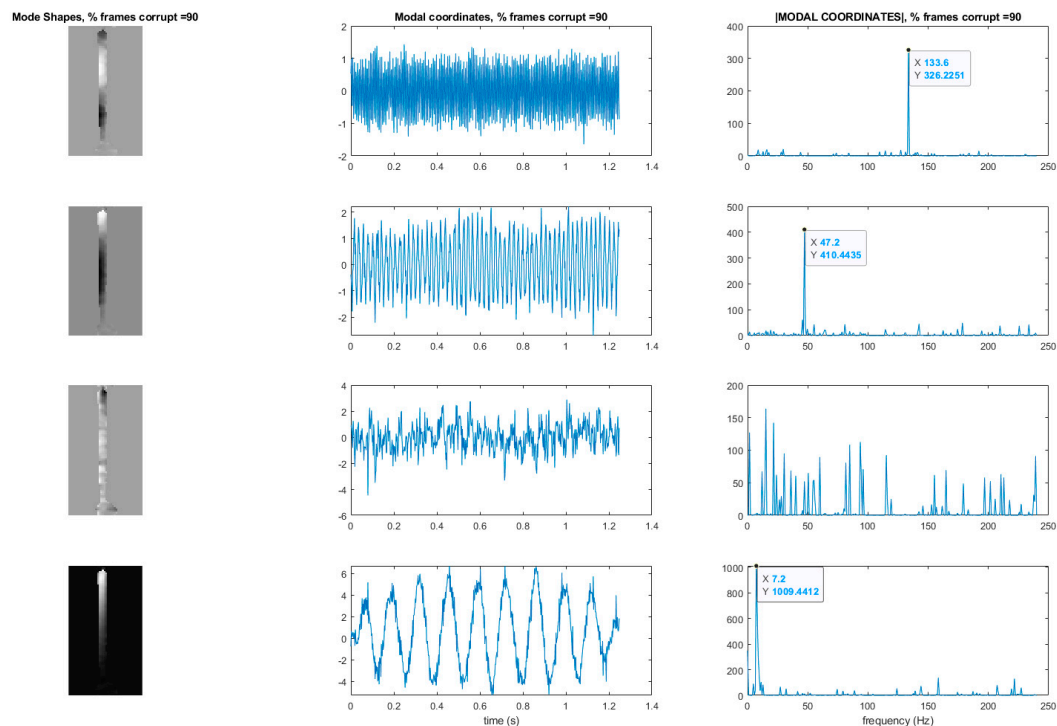 Mode Shapes, % frames corrupt =90
Modal coordinates, % frames corrupt =90
|MODAL COORDINATES|, % frames corrupt =90
2
1
0
-1
2
0 0.2 0.4 0.6 0.8 1 1.2 1.4
400
300
200
100
0
0 50 100 150 200 250
X 133.6
Y 326.2251
2
1
0
-1
-2
0 0.2 0.4 0.6 0.8 1 1.2 1.4
500
400
300
200
100
0
0 50 100 150 200 250
X 47.2
Y 410.4435
4
2
0
-2
-4
-6
0 0.2 0.4 0.6 0.8 1 1.2 1.4
200
150
100
50
0
0 50 100 150 200 250
6
4
2
0
-2
-4
0 0.2 0.4 0.6 0.8 1 1.2 1.4
time (s)
1000
800
600
400
200
0
0 50 100 150 200 250
frequency (Hz)
X 7.2
Y 1009.4412